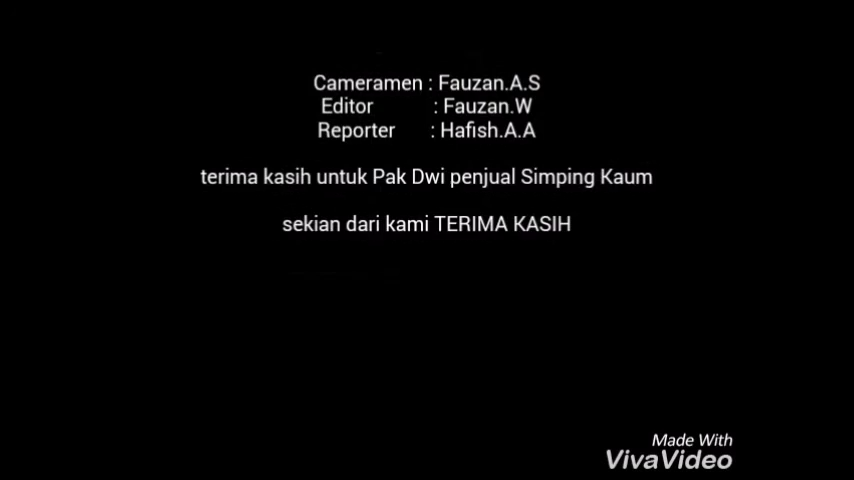 Cameramen : Fauzan.A.S
Editor : Fauzan.W
Reporter : Hafish.A.A
terima kasih untuk Pak Dwi penjual Simping Kaum
sekian dari kami TERIMA KASIH
Made With
VivaVideo